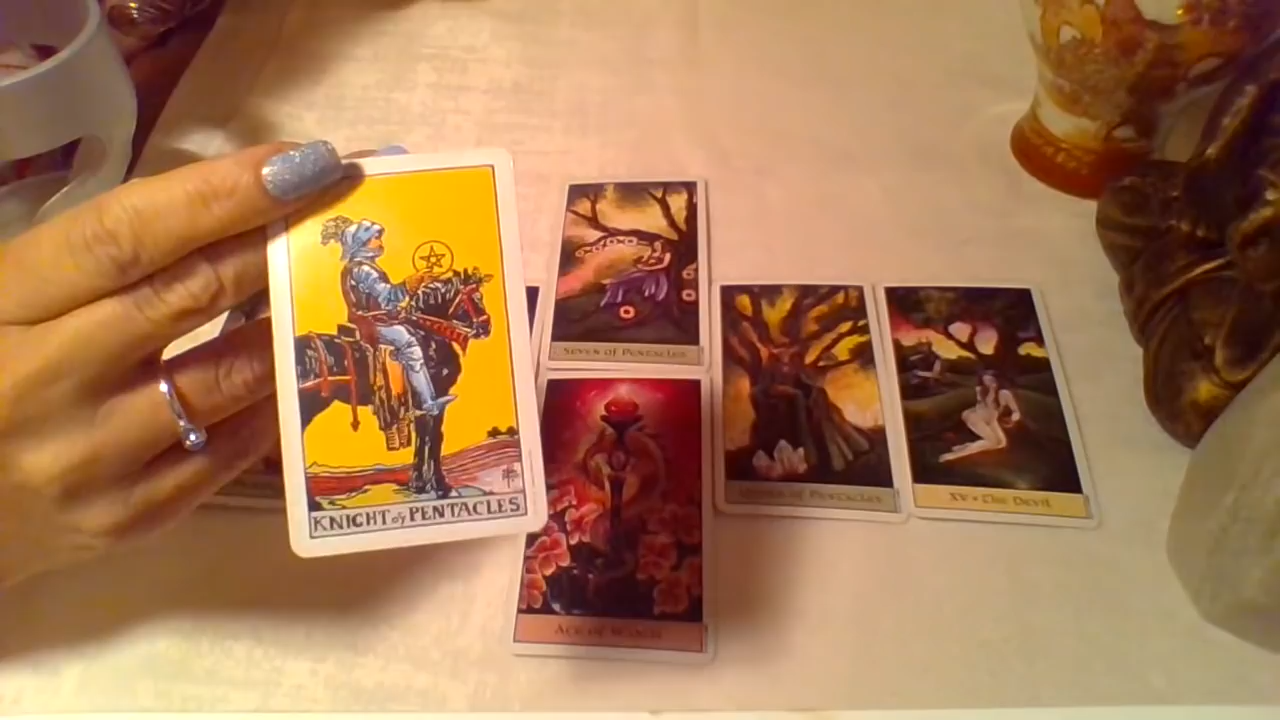 KNIGHT of PENTACLES
SEVEN OF PENTACLES
OF PENTACLES
XV • THE DEVIL
ACE OF WANDS